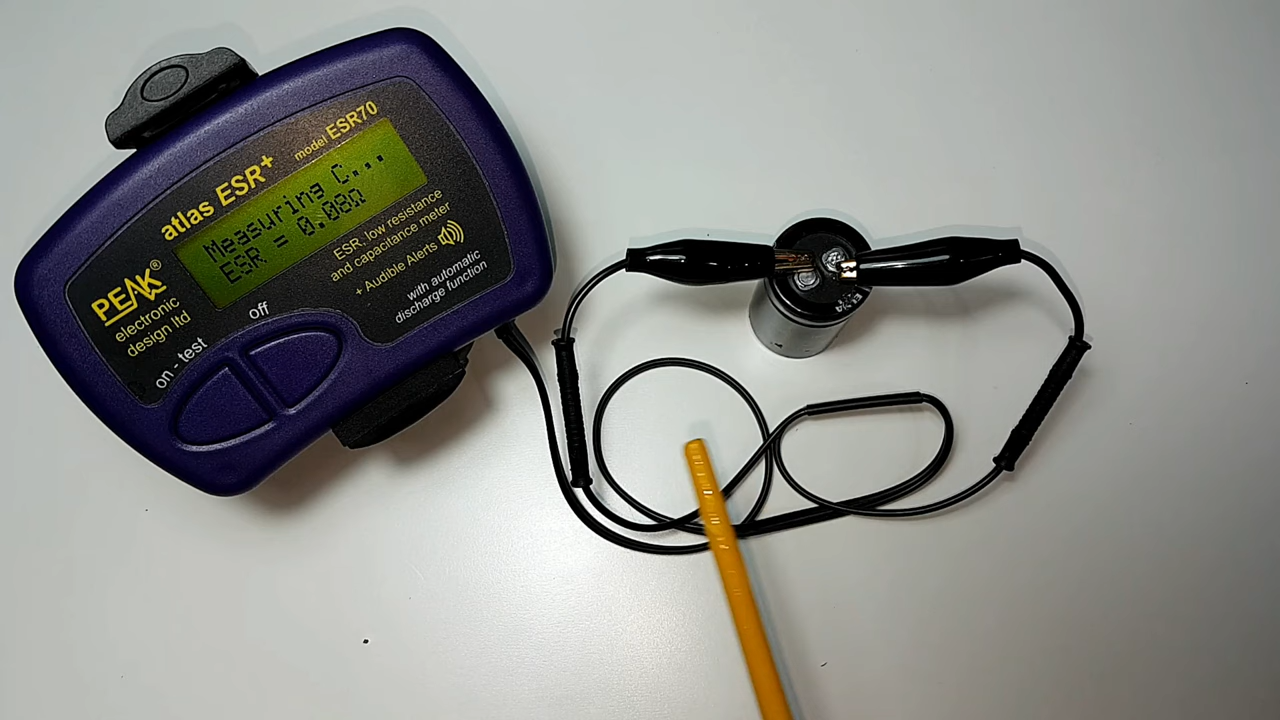 atlas ESR+
model ESR70
Measuring C...
ESR = 0.08Ω
ESR, low resistance
and capacitance meter
+ Audible Alerts
with automatic
discharge function
PEAK®
electronic
design ltd
on - test
off
ELNA